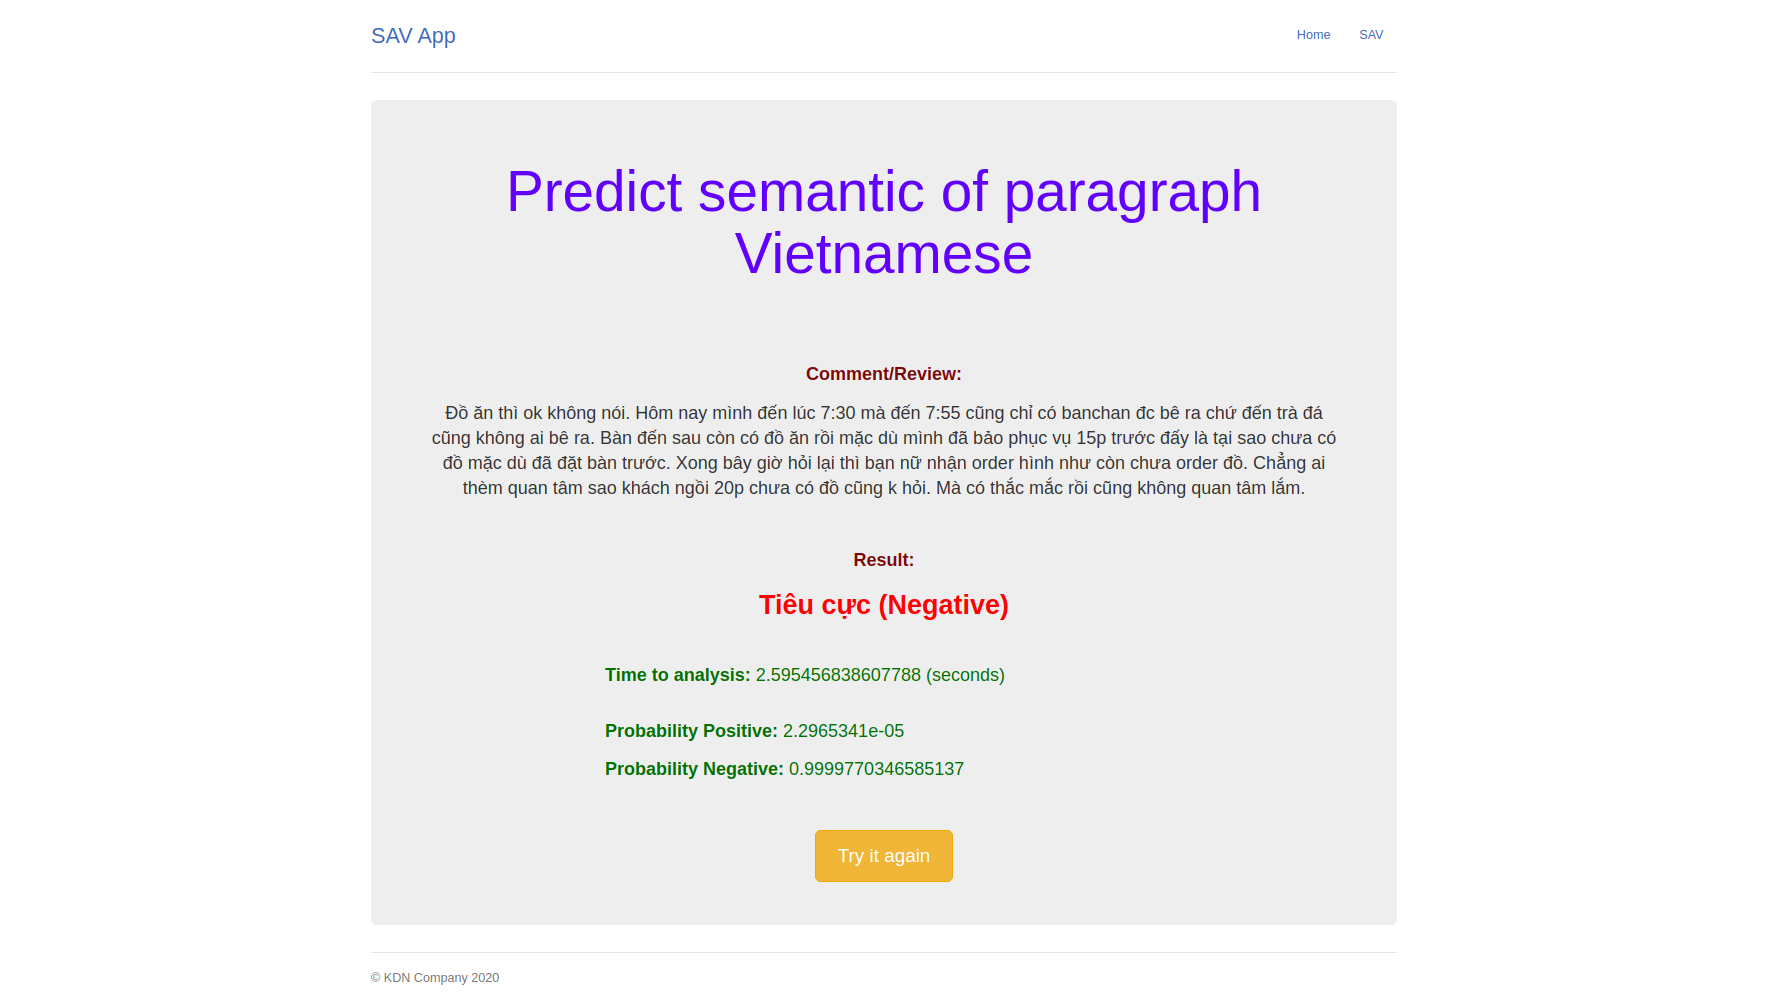 SAV App
Home
SAV
Predict semantic of paragraph
Vietnamese
Comment/Review:
Đồ ăn thì ok không nói. Hôm nay mình đến lúc 7:30 mà đến 7:55 cũng chỉ có banchan đc bê ra chứ đến trà đá
cũng không ai bê ra. Bàn đến sau còn có đồ ăn rồi mặc dù mình đã bảo phục vụ 15p trước đấy là tại sao chưa có
đồ mặc dù đã đặt bàn trước. Xong bây giờ hỏi lại thì bạn nữ nhận order hình như còn chưa order đồ. Chẳng ai
thèm quan tâm sao khách ngồi 20p chưa có đồ cũng k hỏi. Mà có thắc mắc rồi cũng không quan tâm lắm.
Result:
Tiêu cực (Negative)
Time to analysis: 2.595456838607788 (seconds)
Probability Positive: 2.2965341e-05
Probability Negative: 0.9999770346585137
Try it again
© KDN Company 2020